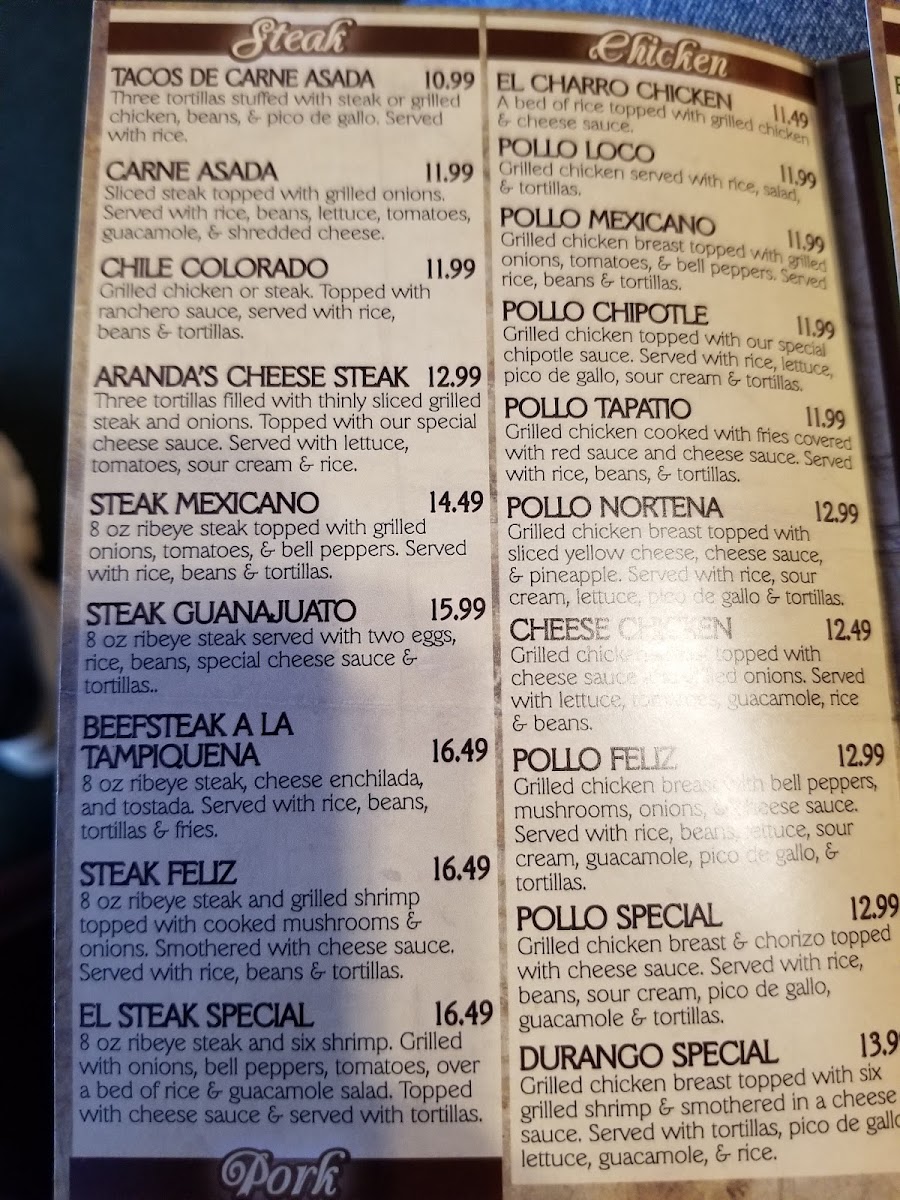 Steak
TACOS DE CARNE ASADA 10.99
Three tortillas stuffed with steak or grilled
chicken, beans, & pico de gallo. Served
with rice.
CARNE ASADA 11.99
Sliced steak topped with grilled onions.
Served with rice, beans, lettuce, tomatoes,
guacamole, & shredded cheese.
CHILE COLORADO 11.99
Grilled chicken or steak. Topped with
ranchero sauce, served with rice,
beans & tortillas.
ARANDA'S CHEESE STEAK 12.99
Three tortillas filled with thinly sliced grilled
steak and onions. Topped with our special
cheese sauce. Served with lettuce,
tomatoes, sour cream & rice.
STEAK MEXICANO 14.49
8 oz ribeye steak topped with grilled
onions, tomatoes, & bell peppers. Served
with rice, beans & tortillas.
STEAK GUANAJUATO 15.99
8 oz ribeye steak served with two eggs,
rice, beans, special cheese sauce &
tortillas..
BEEFSTEAK A LA
TAMPIQUENA 16.49
8 oz ribeye steak, cheese enchilada,
and tostada. Served with rice, beans,
tortillas & fries.
STEAK FELIZ 16.49
8 oz ribeye steak and grilled shrimp
topped with cooked mushrooms &
onions. Smothered with cheese sauce.
Served with rice, beans & tortillas.
EL STEAK SPECIAL 16.49
8 oz ribeye steak and six shrimp. Grilled
with onions, bell peppers, tomatoes, over
a bed of rice & guacamole salad. Topped
with cheese sauce & served with tortillas.
Pork
Chicken
EL CHARRO CHICKEN 11.49
A bed of rice topped with grilled chicken
& cheese sauce.
POLLO LOCO 11.99
Grilled chicken served with rice, salad,
& tortillas.
POLLO MEXICANO 11.99
Grilled chicken breast topped with grilled
onions, tomatoes, & bell peppers. Served
rice, beans & tortillas.
POLLO CHIPOTLE 11.99
Grilled chicken topped with our special
chipotle sauce. Served with rice, lettuce,
pico de gallo, sour cream & tortillas.
POLLO TAPATIO 11.99
Grilled chicken cooked with fries covered
with red sauce and cheese sauce. Served
with rice, beans, & tortillas.
POLLO NORTENA 12.99
Grilled chicken breast topped with
sliced yellow cheese, cheese sauce,
& pineapple. Served with rice, sour
cream, lettuce, pico de gallo & tortillas.
CHEESE CHICKEN 12.49
Grilled chicken topped with
cheese sauce onions. Served
with lettuce, tomatoes, guacamole, rice
& beans.
POLLO FELIZ 12.99
Grilled chicken breast with bell peppers,
mushrooms, onions, & cheese sauce.
Served with rice, beans, lettuce, sour
cream, guacamole, pico de gallo, &
tortillas.
POLLO SPECIAL 12.99
Grilled chicken breast & chorizo topped
with cheese sauce. Served with rice,
beans, sour cream, pico de gallo,
guacamole & tortillas.
DURANGO SPECIAL 13.9
Grilled chicken breast topped with six
grilled shrimp & smothered in a cheese
sauce. Served with tortillas, pico de gallo
lettuce, guacamole, & rice.